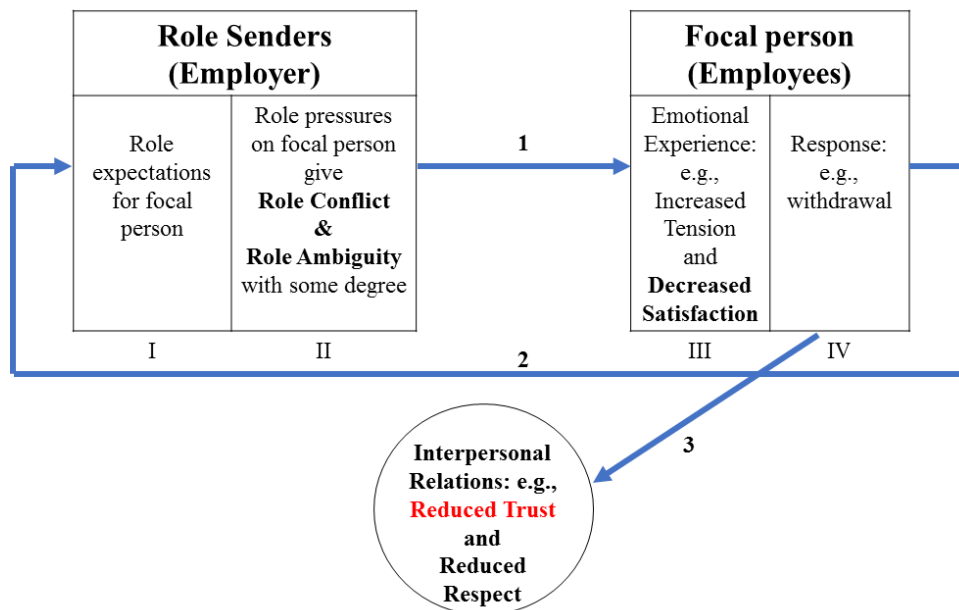 Role Senders
(Employer)
Focal person
(Employees)
Role
expectations
for focal
person
Role pressures
on focal person
give
Role Conflict
&
Role Ambiguity
with some degree
1
Emotional
Experience:
e.g.,
Increased
Tension
and
Decreased
Satisfaction
Response:
e.g.,
withdrawal
I
II
III
IV
2
3
Interpersonal
Relations: e.g.,
Reduced Trust
and
Reduced
Respect